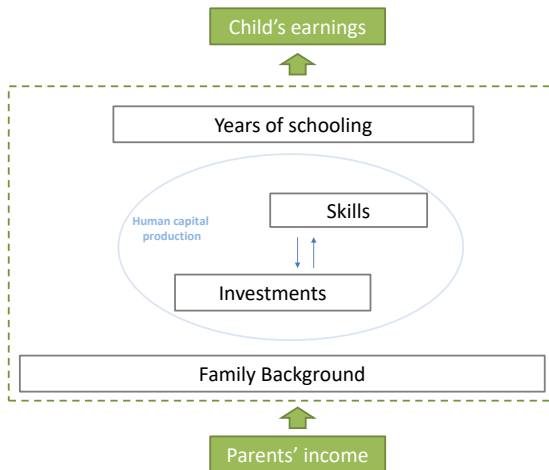 Child’s earnings
Years of schooling
Skills
Human capital
production
Investments
Family Background
Parents’ income